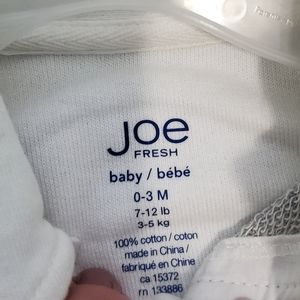 Joe
FRESH
baby / bébé
0-3 M
7-12 lb
3-5 kg
100% cotton / coton
made in China /
fabriqué en Chine
ca 15372
rn 133886